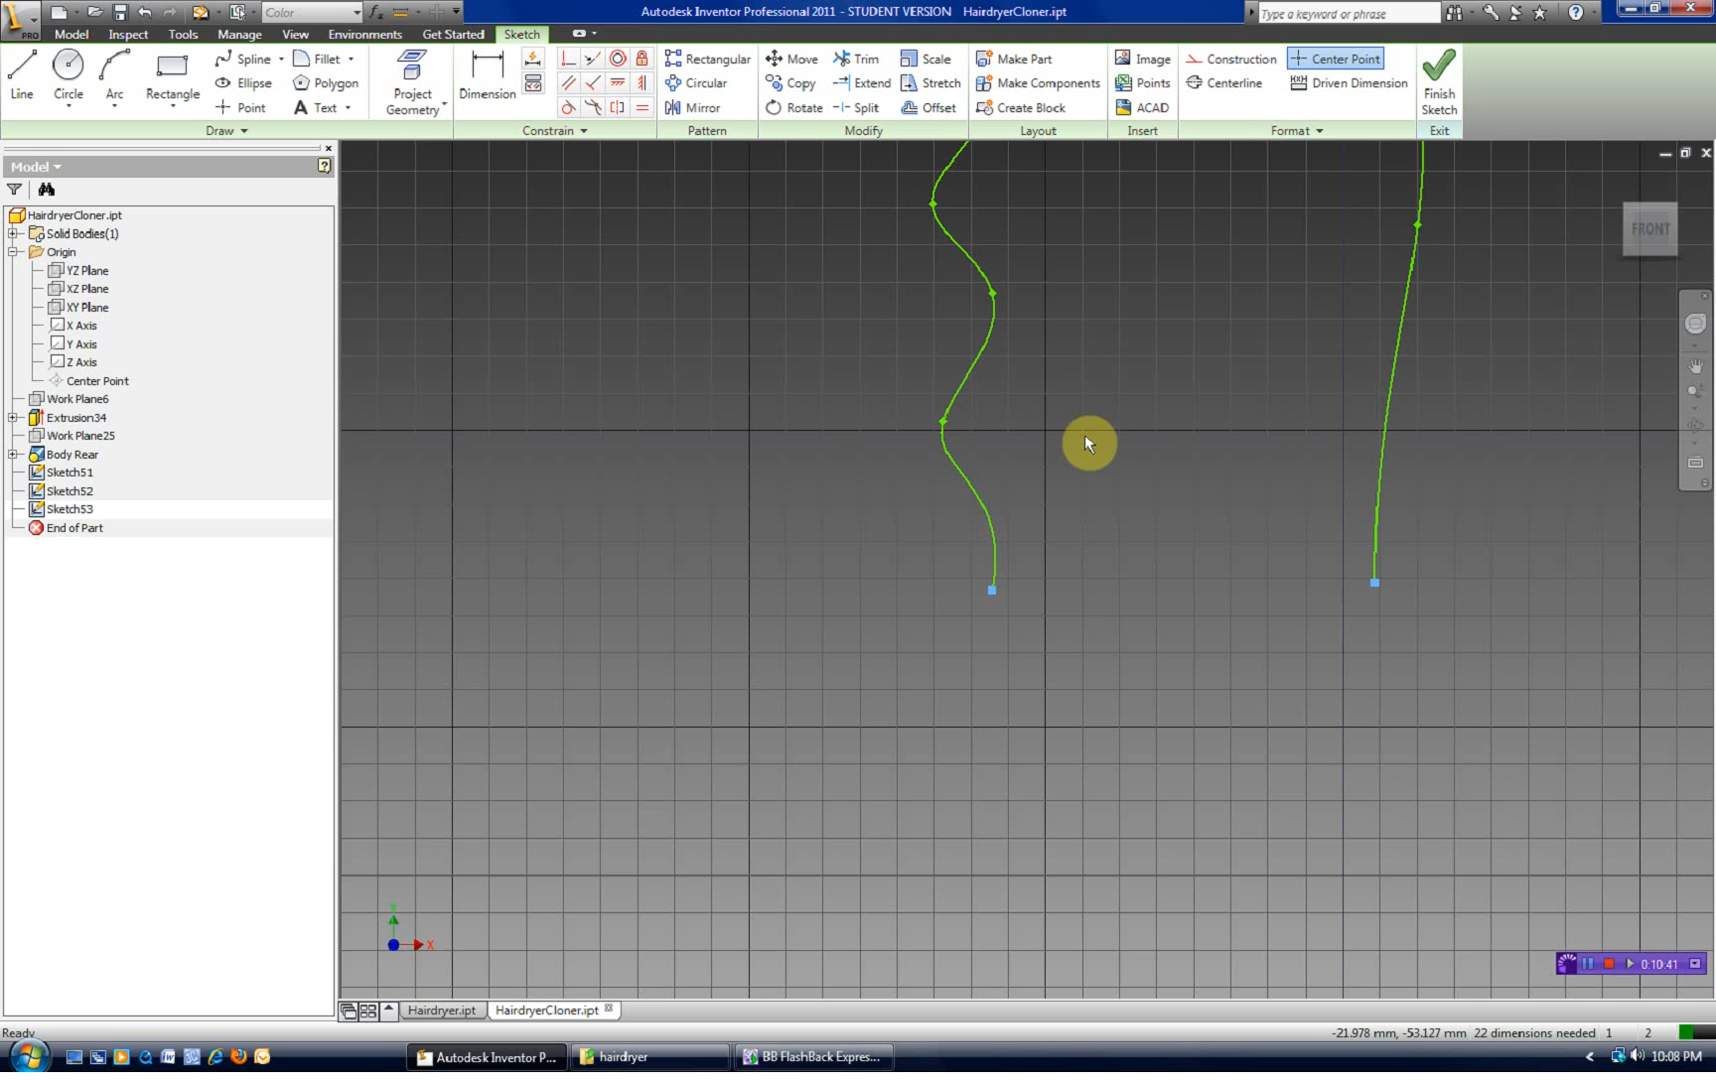 Color
Autodesk Inventor Professional 2011 - STUDENT VERSION HairdryerCloner.ipt
Type a keyword or phrase
PRO
Model Inspect Tools Manage View Environments Get Started Sketch
Line Circle Arc Rectangle
Spline Fillet
Ellipse Polygon
Point Text
Project Geometry
Dimension
Rectangular
Circular
Mirror
Move Trim Scale
Copy Extend Stretch
Rotate Split Offset
Make Part
Make Components
Create Block
Image
Points
ACAD
Construction Center Point
Centerline Driven Dimension
Finish Sketch
Draw Constrain Pattern Modify Layout Insert Format Exit
Model
HairdryerCloner.ipt
Solid Bodies(1)
Origin
YZ Plane
XZ Plane
XY Plane
X Axis
Y Axis
Z Axis
Center Point
Work Plane6
Extrusion34
Work Plane25
Body Rear
Sketch51
Sketch52
Sketch53
End of Part
FRONT
X
0:10:41
Hairdryer.ipt HairdryerCloner.ipt
Ready
-21.978 mm, -53.127 mm 22 dimensions needed 1 2
Autodesk Inventor P... hairdryer BB FlashBack Expres...
10:08 PM